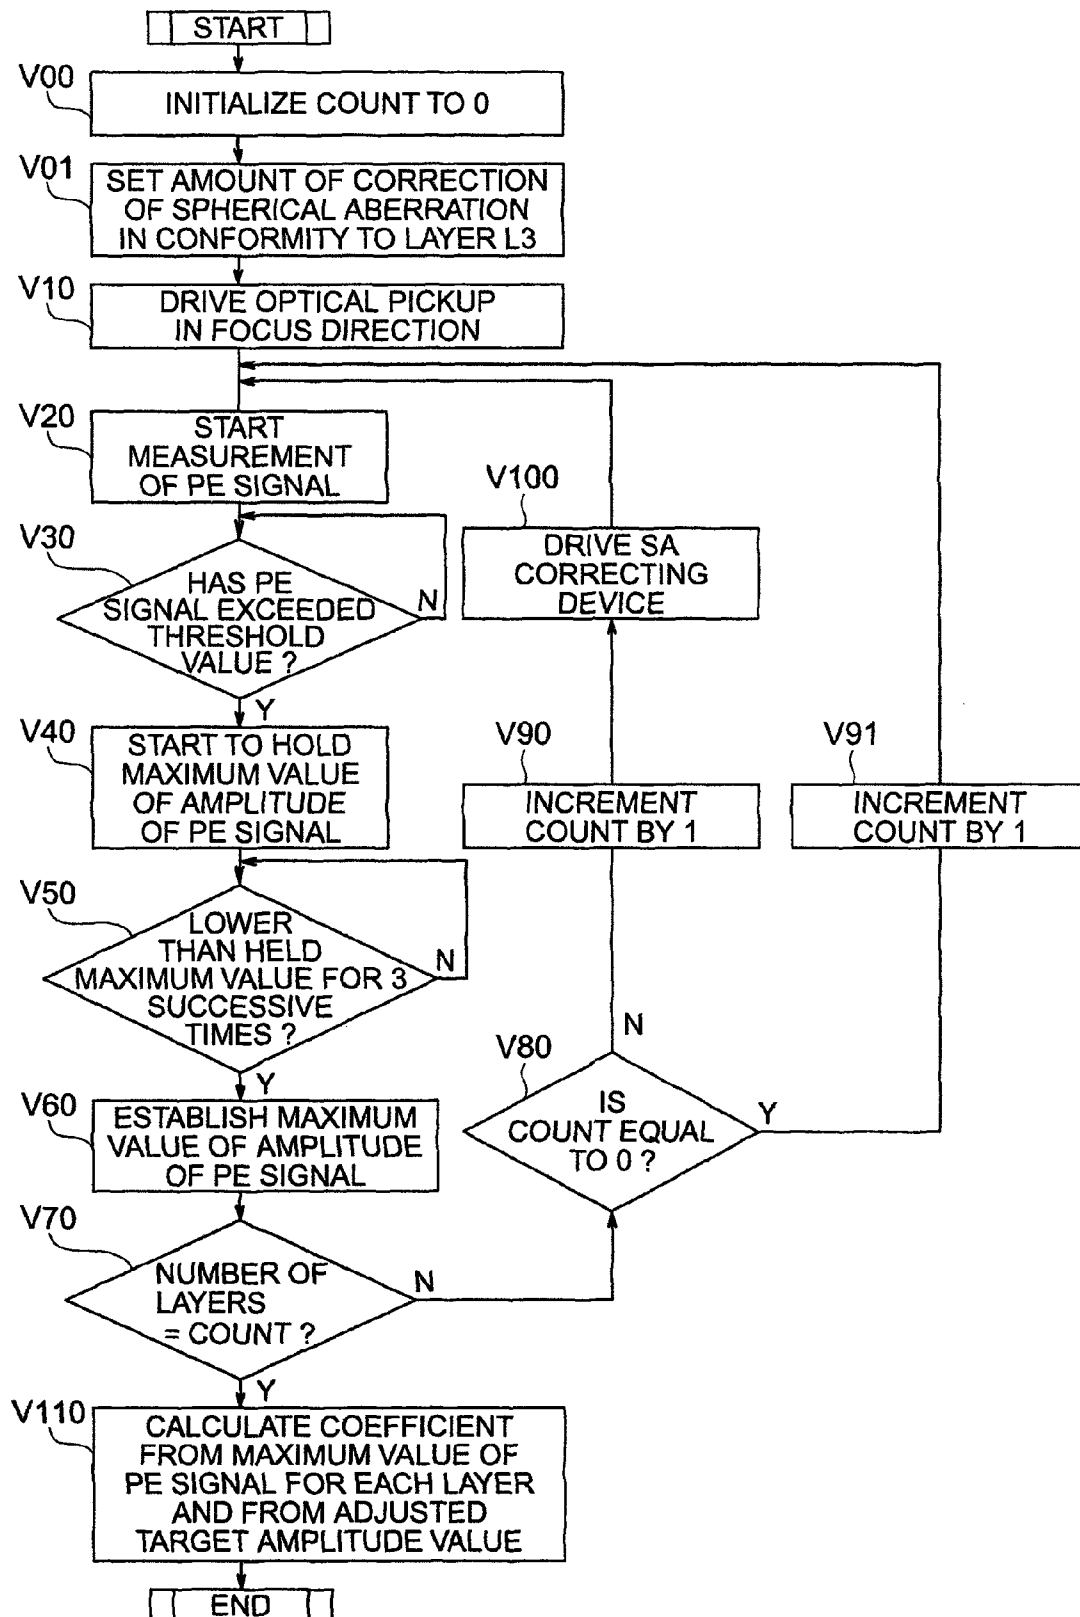 START
V00
INITIALIZE COUNT TO 0
V01
SET AMOUNT OF CORRECTION
OF SPHERICAL ABERRATION
IN CONFORMITY TO LAYER L3
V10
DRIVE OPTICAL PICKUP
IN FOCUS DIRECTION
V20
START
MEASUREMENT
OF PE SIGNAL
V30
HAS PE
SIGNAL EXCEEDED
THRESHOLD
VALUE ?
N
Y
V40
START TO HOLD
MAXIMUM VALUE
OF AMPLITUDE
OF PE SIGNAL
V50
LOWER
THAN HELD
MAXIMUM VALUE FOR 3
SUCCESSIVE
TIMES ?
N
Y
V60
ESTABLISH MAXIMUM
VALUE OF AMPLITUDE
OF PE SIGNAL
V70
NUMBER OF
LAYERS
= COUNT ?
N
Y
V80
IS
COUNT EQUAL
TO 0 ?
N
Y
V90
INCREMENT
COUNT BY 1
V91
INCREMENT
COUNT BY 1
V100
DRIVE SA
CORRECTING
DEVICE
V110
CALCULATE COEFFICIENT
FROM MAXIMUM VALUE OF
PE SIGNAL FOR EACH LAYER
AND FROM ADJUSTED
TARGET AMPLITUDE VALUE
END